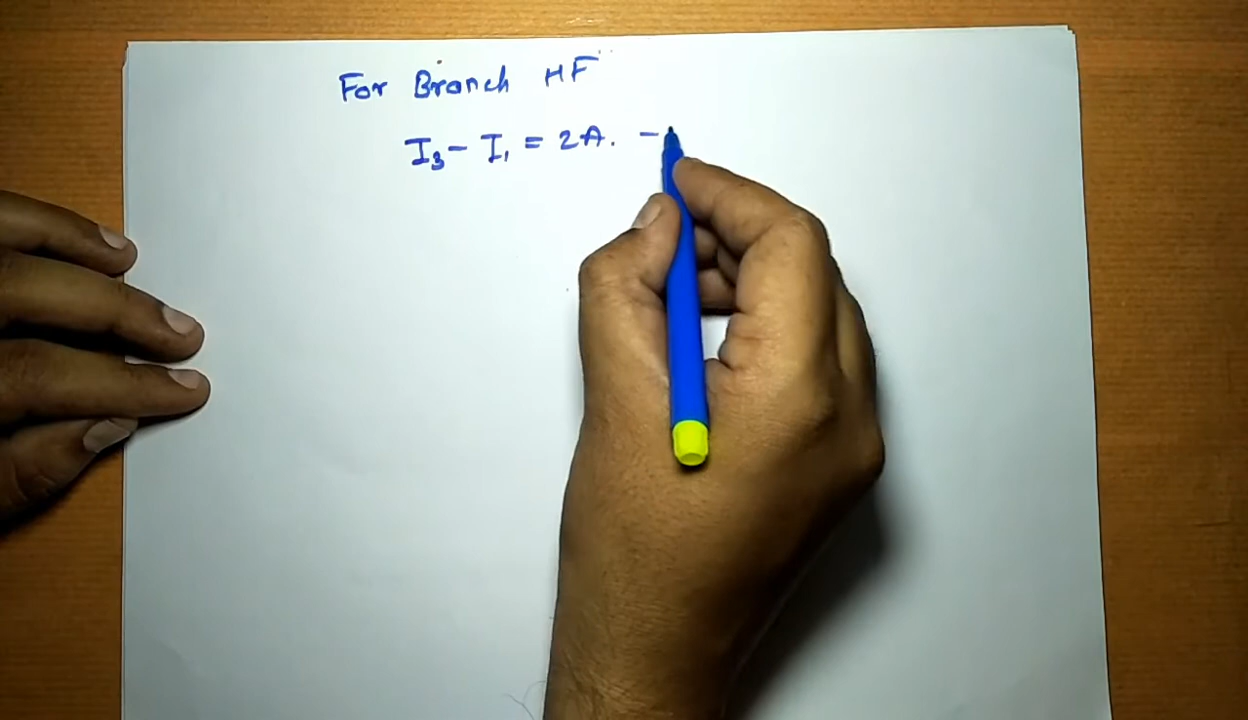 For Branch HF
I₃ - I₁ = 2A. -